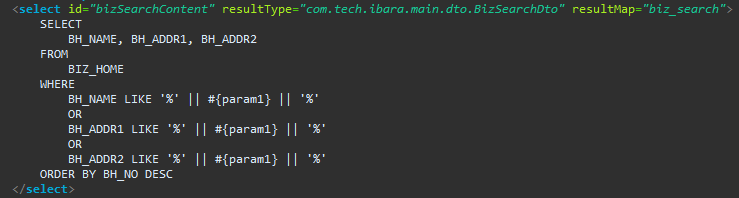 <select id="bizSearchContent" resultType="com.tech.ibara.main.dto.BizSearchDto" resultMap="biz_search">
SELECT
BH_NAME, BH_ADDR1, BH_ADDR2
FROM
BIZ_HOME
WHERE
BH_NAME LIKE '%' || #{param1} || '%'
OR
BH_ADDR1 LIKE '%' || #{param1} || '%'
OR
BH_ADDR2 LIKE '%' || #{param1} || '%'
ORDER BY BH_NO DESC
</select>